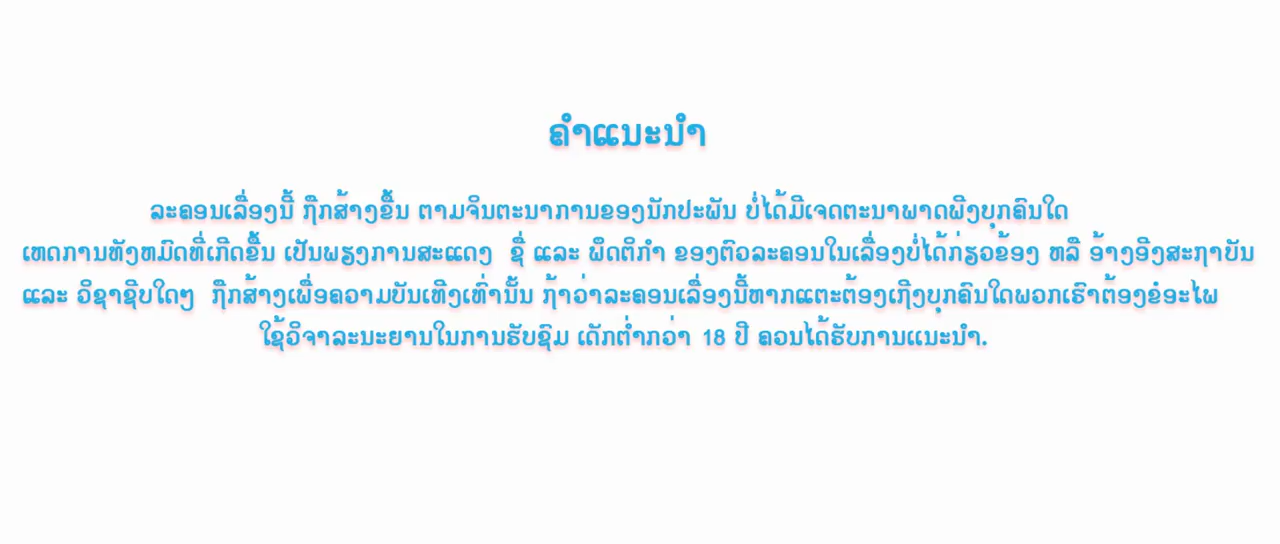 ຄຳແນະນຳ
ລະຄອນເລື່ອງນີ້ ຖືກສ້າງຂື້ນ ຕາມຈິນຕະນາການຂອງນັກປະພັນ ບໍ່ໄດ້ມີເຈດຕະນາພາດພີງບຸກຄົນໃດ
ເຫດການທັງຫມົດທີ່ເກີດຂື້ນ ເປັນພຽງການສະແດງ ຊື່ ແລະ ພຶດຕິກຳ ຂອງຕົວລະຄອນໃນເລື່ອງບໍ່ໄດ້ກ່ຽວຂ້ອງ ຫລື ອ້າງອີງສະຖາບັນ
ແລະ ວິຊາຊີບໃດໆ ຖືກສ້າງເພື່ອຄວາມບັນເທີງເທົ່ານັ້ນ ຖ້າວ່າລະຄອນເລື່ອງນີ້ຫາກແຕະຕ້ອງເຖີງບຸກຄົນໃດພວກເຮົາຕ້ອງຂໍອະໄພ
ໃຊ້ວິຈາລະນະຍານໃນການຮັບຊົມ ເດັກຕ່ຳກວ່າ 18 ປີ ຄວນໄດ້ຮັບການແນະນຳ.